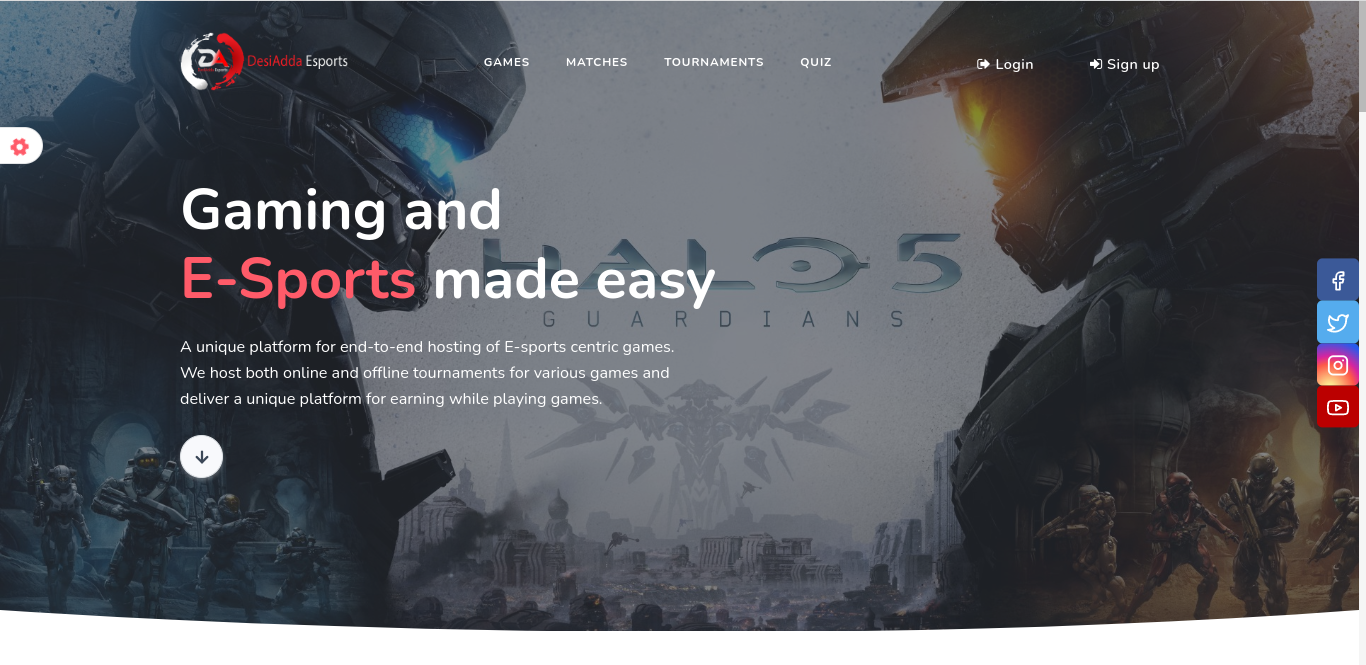 DA
DesiAdda Esports
GAMES MATCHES TOURNAMENTS QUIZ
Login
Sign up
Gaming and
E-Sports made easy
HALO 5
GUARDIANS
A unique platform for end-to-end hosting of E-sports centric games.
We host both online and offline tournaments for various games and
deliver a unique platform for earning while playing games.